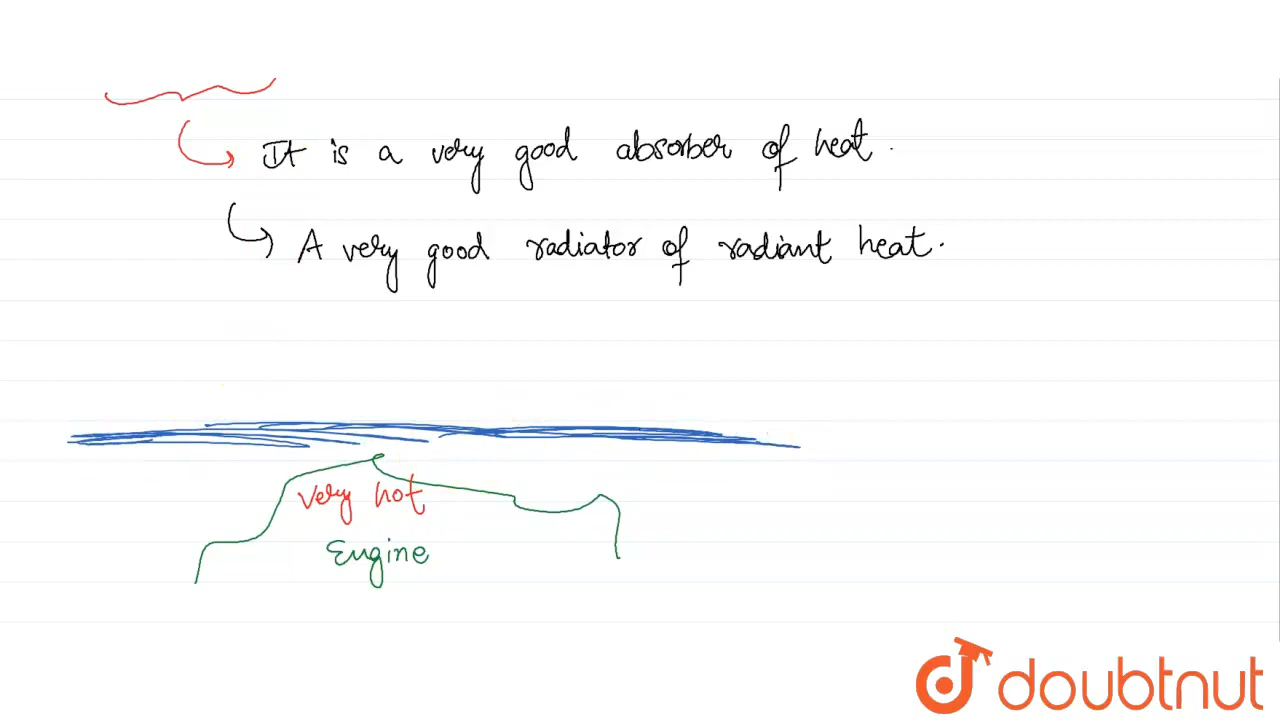 It is a very good absorber of heat.
A very good radiator of radiant heat.
very hot
Engine
doubtnut